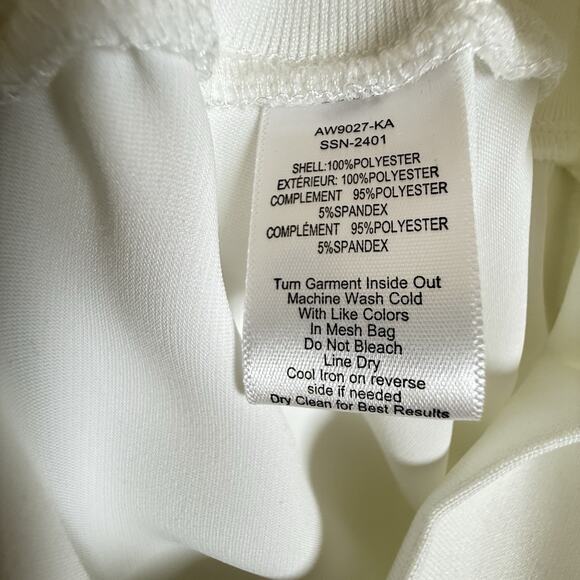 AW9027-KA
SSN-2401
SHELL:100%POLYESTER
EXTÉRIEUR: 100%POLYESTER
COMPLEMENT 95%POLYESTER
5%SPANDEX
COMPLÉMENT 95%POLYESTER
5%SPANDEX
Turn Garment Inside Out
Machine Wash Cold
With Like Colors
In Mesh Bag
Do Not Bleach
Line Dry
Cool Iron on reverse
side if needed
Dry Clean for Best Results